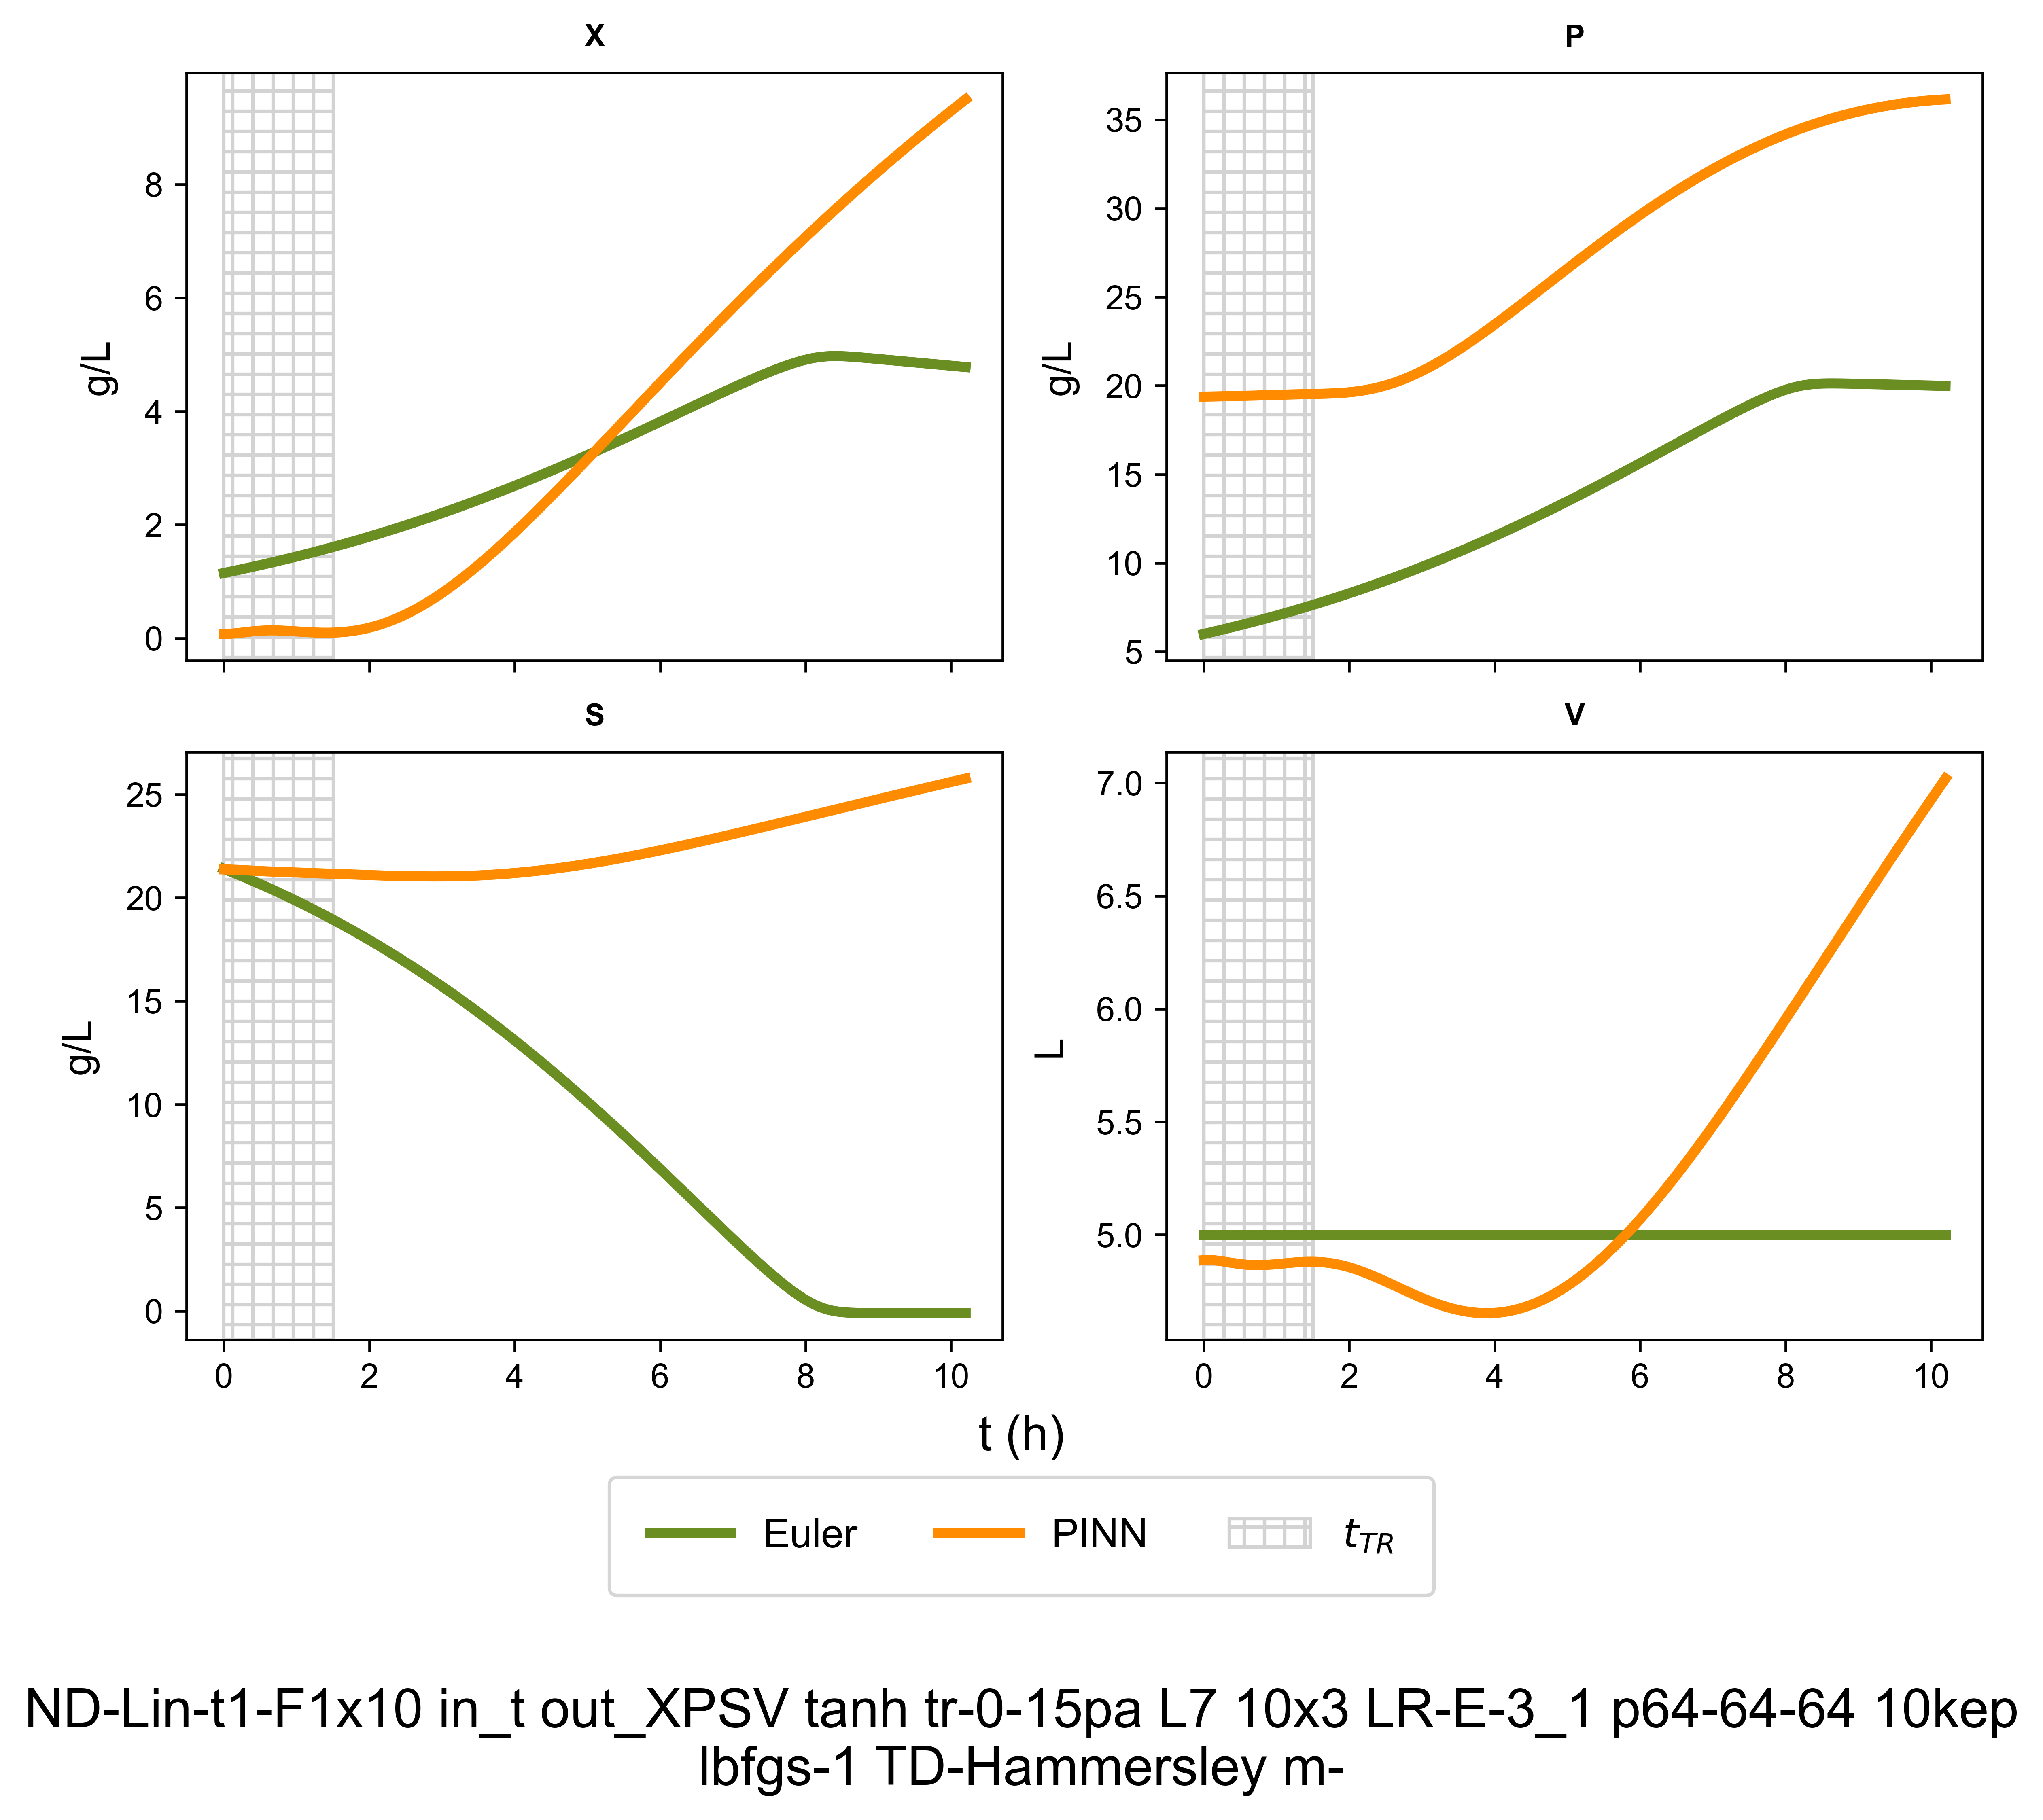 X
P
8
6
4
2
0
g/L
35
30
25
20
15
10
5
g/L
S
V
25
20
15
10
5
0
g/L
7.0
6.5
6.0
5.5
5.0
L
0 2 4 6 8 10
0 2 4 6 8 10
t (h)
Euler PINN t_TR
ND-Lin-t1-F1x10 in_t out_XPSV tanh tr-0-15pa L7 10x3 LR-E-3_1 p64-64-64 10kep
lbfgs-1 TD-Hammersley m-